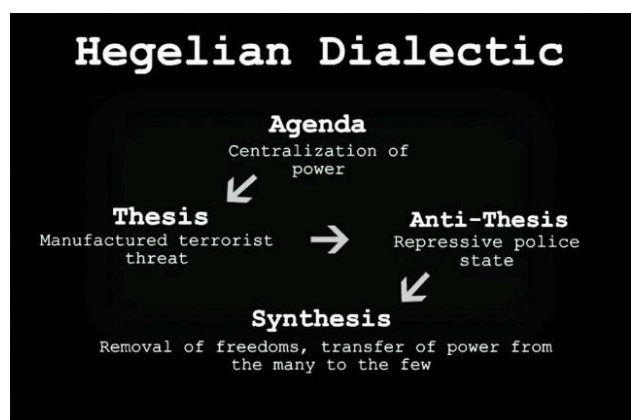 Hegelian Dialectic
Agenda
Centralization of
power
Thesis
Manufactured terrorist
threat
Anti-Thesis
Repressive police
state
Synthesis
Removal of freedoms, transfer of power from
the many to the few